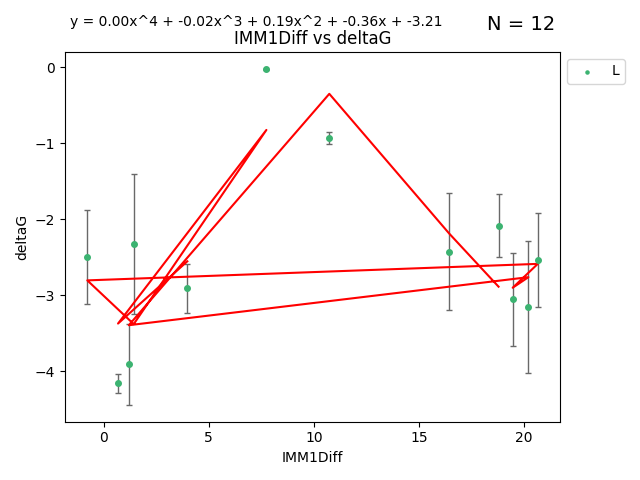 y = 0.00x^4 + -0.02x^3 + 0.19x^2 + -0.36x + -3.21
N = 12
IMM1Diff vs deltaG
L
0
−1
−2
−3
−4
deltaG
0 5 10 15 20
IMM1Diff